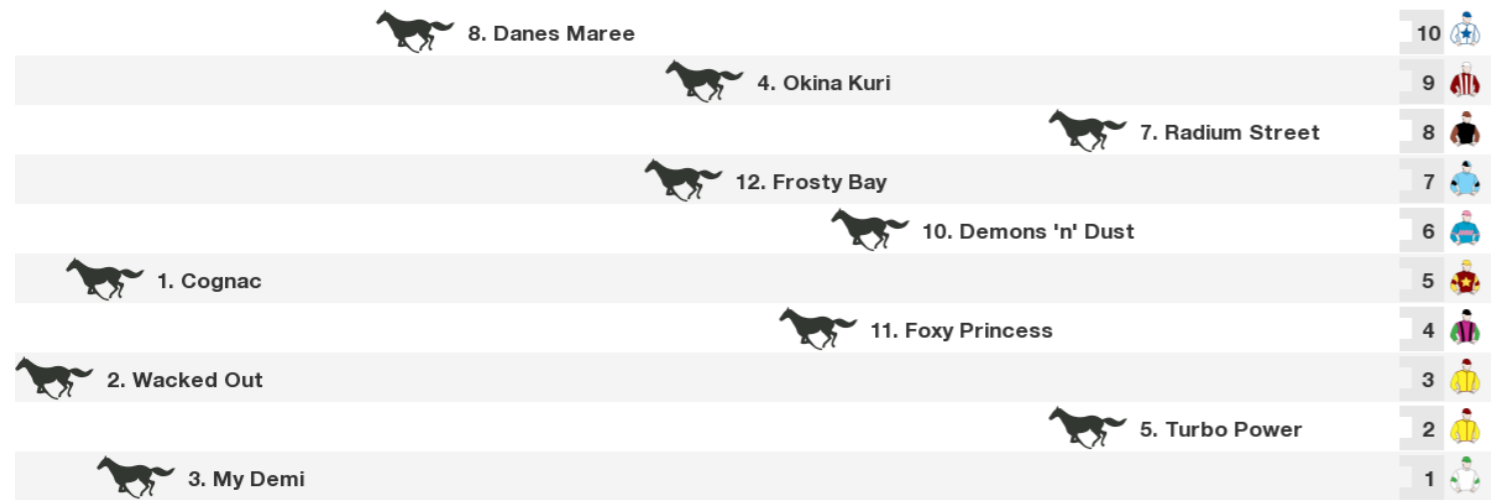 8. Danes Maree 10
4. Okina Kuri 9
7. Radium Street 8
12. Frosty Bay 7
10. Demons 'n' Dust 6
1. Cognac 5
11. Foxy Princess 4
2. Wacked Out 3
5. Turbo Power 2
3. My Demi 1